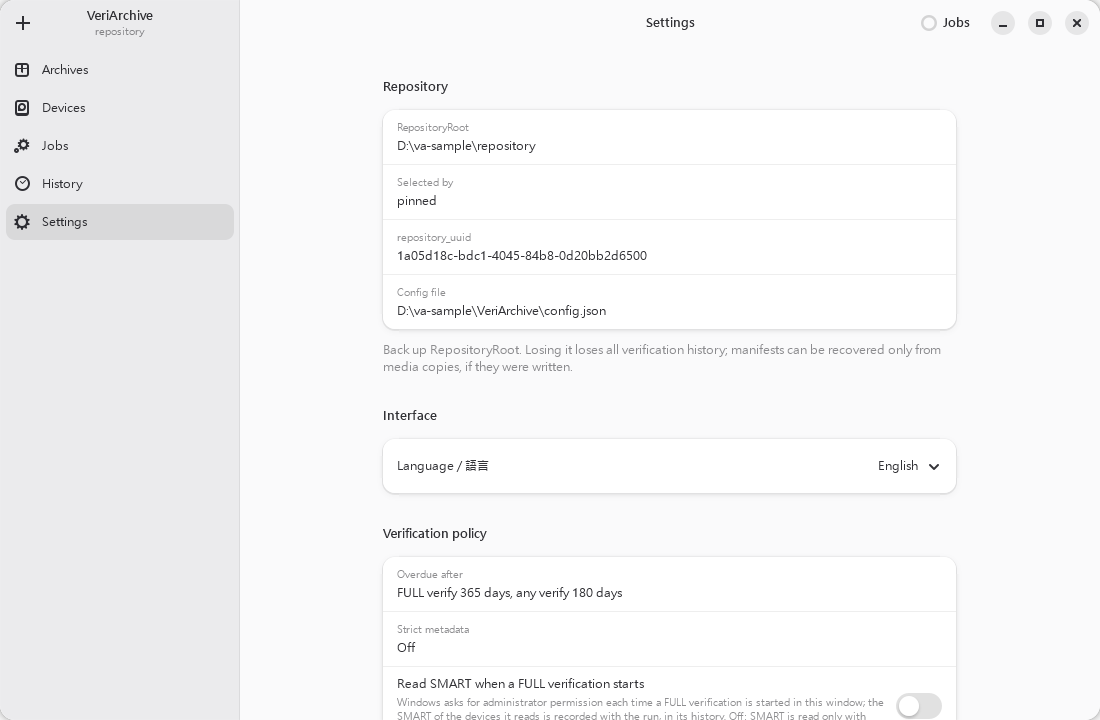 VeriArchive
repository
Archives
Devices
Jobs
History
Settings
Settings
Jobs
Repository
RepositoryRoot
D:\va-sample\repository
Selected by
pinned
repository_uuid
1a05d18c-bdc1-4045-84b8-0d20bb2d6500
Config file
D:\va-sample\VeriArchive\config.json
Back up RepositoryRoot. Losing it loses all verification history; manifests can be recovered only from
media copies, if they were written.
Interface
Language / 語言
English
Verification policy
Overdue after
FULL verify 365 days, any verify 180 days
Strict metadata
Off
Read SMART when a FULL verification starts
Windows asks for administrator permission each time a FULL verification is started in this window; the
SMART of the devices it reads is recorded with the run, in its history. Off: SMART is read only with